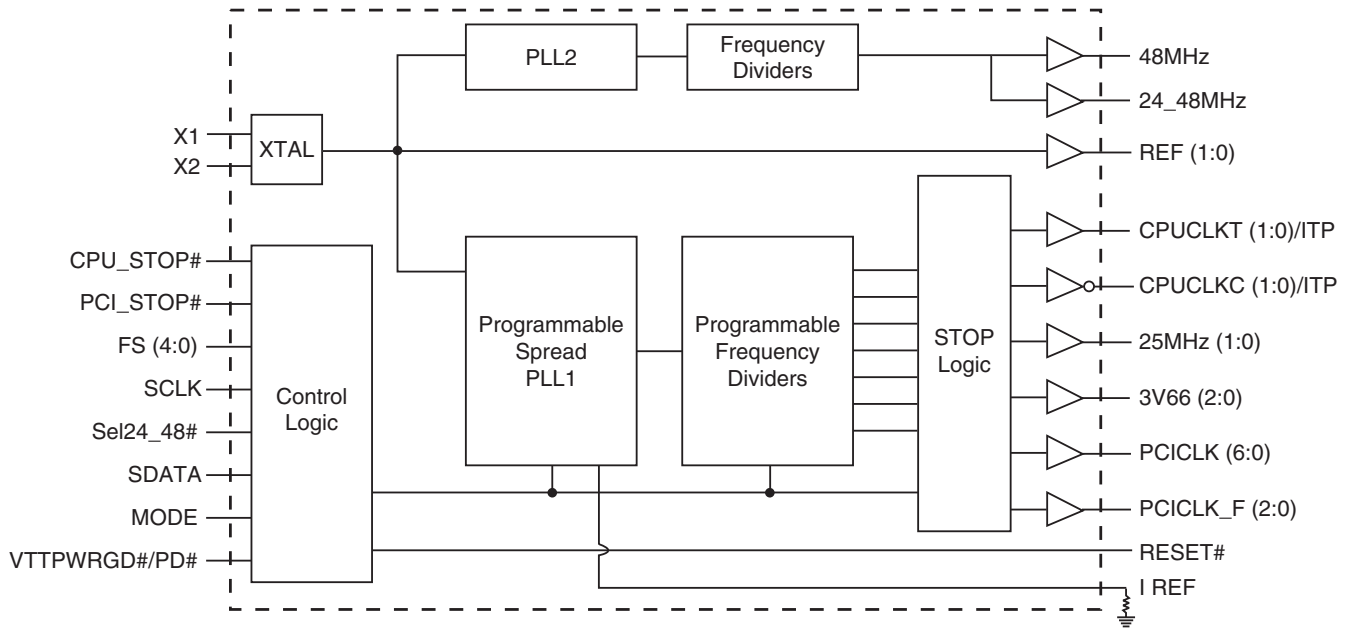 PLL2
Frequency
Dividers
48MHz
24_48MHz
X1
X2
XTAL
REF (1:0)
CPU_STOP#
PCI_STOP#
FS (4:0)
SCLK
Sel24_48#
SDATA
MODE
VTTPWRGD#/PD#
Control
Logic
Programmable
Spread
PLL1
Programmable
Frequency
Dividers
STOP
Logic
CPUCLKT (1:0)/ITP
CPUCLKC (1:0)/ITP
25MHz (1:0)
3V66 (2:0)
PCICLK (6:0)
PCICLK_F (2:0)
RESET#
I REF